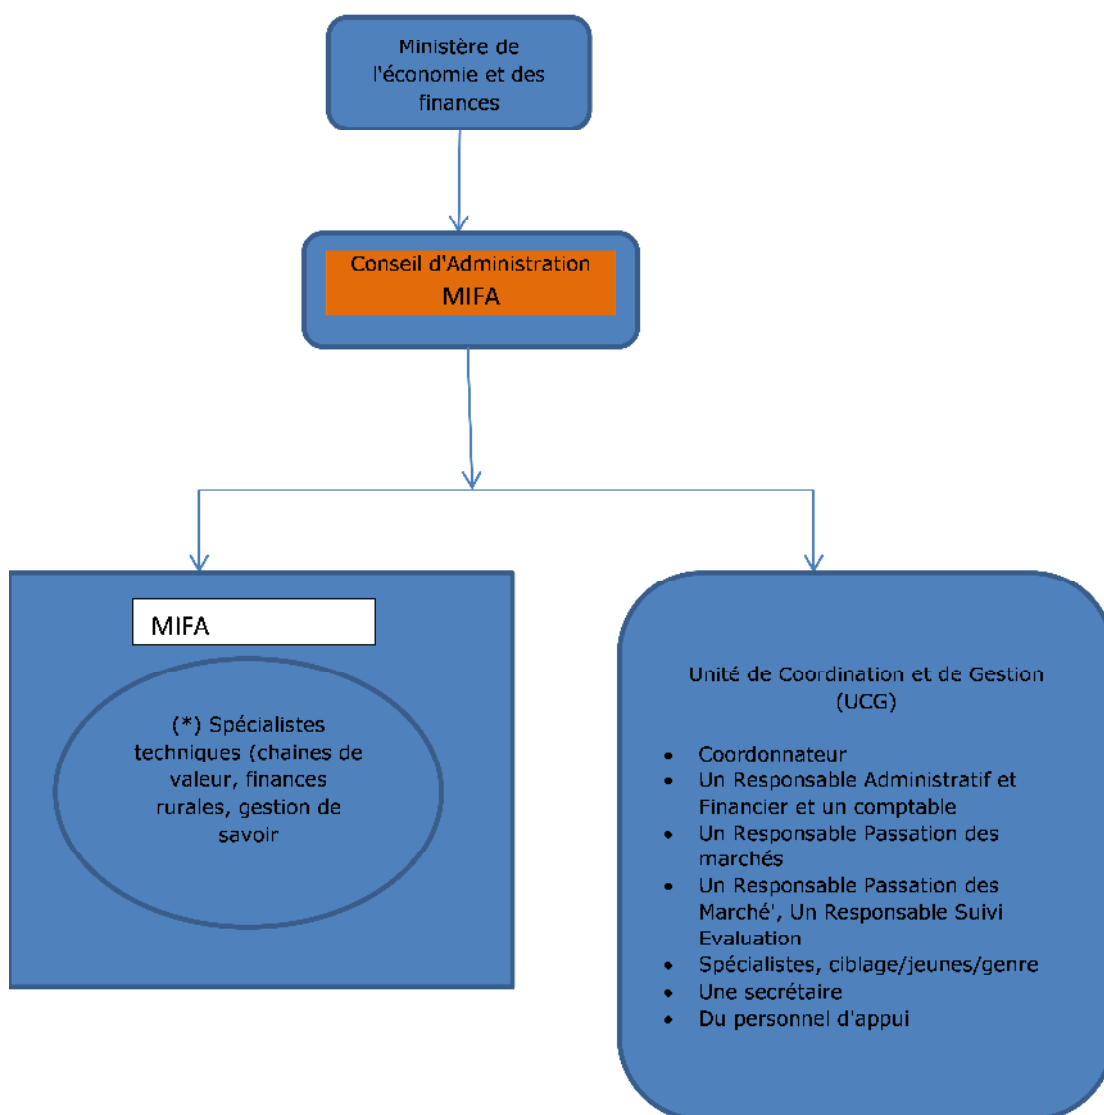 Ministère de
l'économie et des
finances
Conseil d'Administration
MIFA
MIFA
(*) Spécialistes
techniques (chaines de
valeur, finances
rurales, gestion de
savoir
Unité de Coordination et de Gestion
(UCG)
• Coordonnateur
• Un Responsable Administratif et
Financier et un comptable
• Un Responsable Passation des
marchés
• Un Responsable Passation des
Marché', Un Responsable Suivi
Evaluation
• Spécialistes, ciblage/jeunes/genre
• Une secrétaire
• Du personnel d'appui